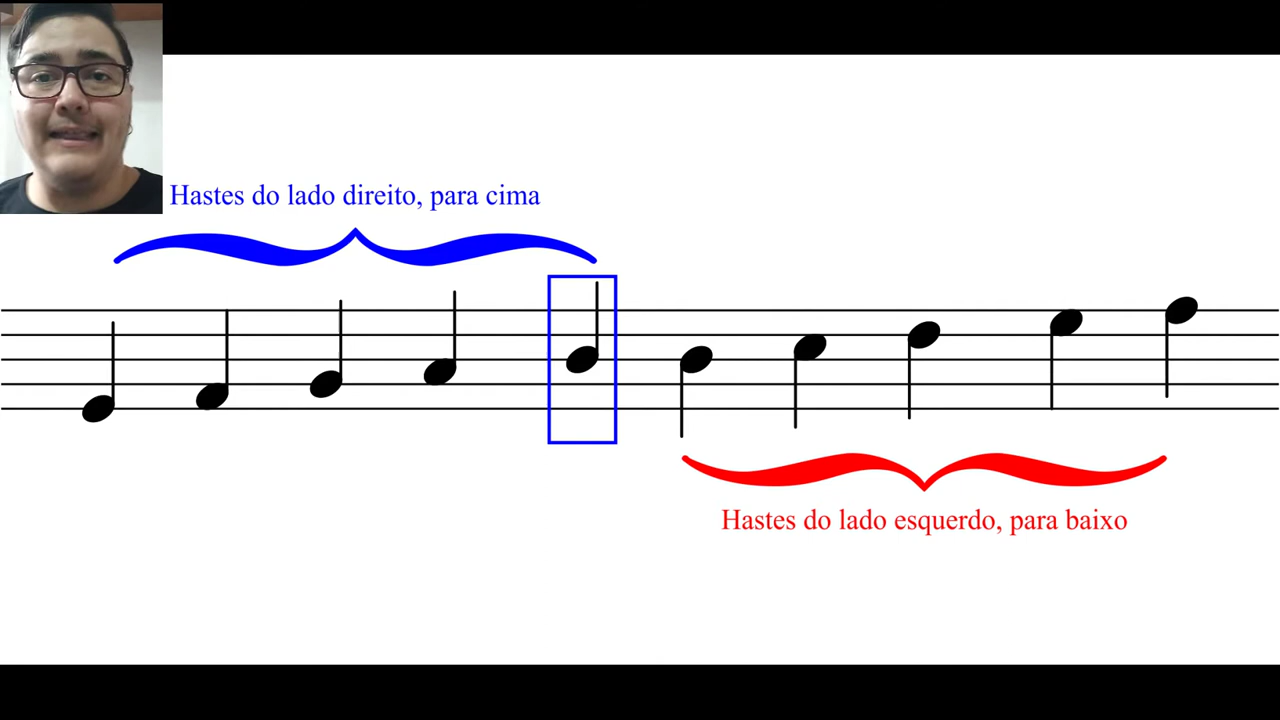 Hastes do lado direito, para cima
Hastes do lado esquerdo, para baixo